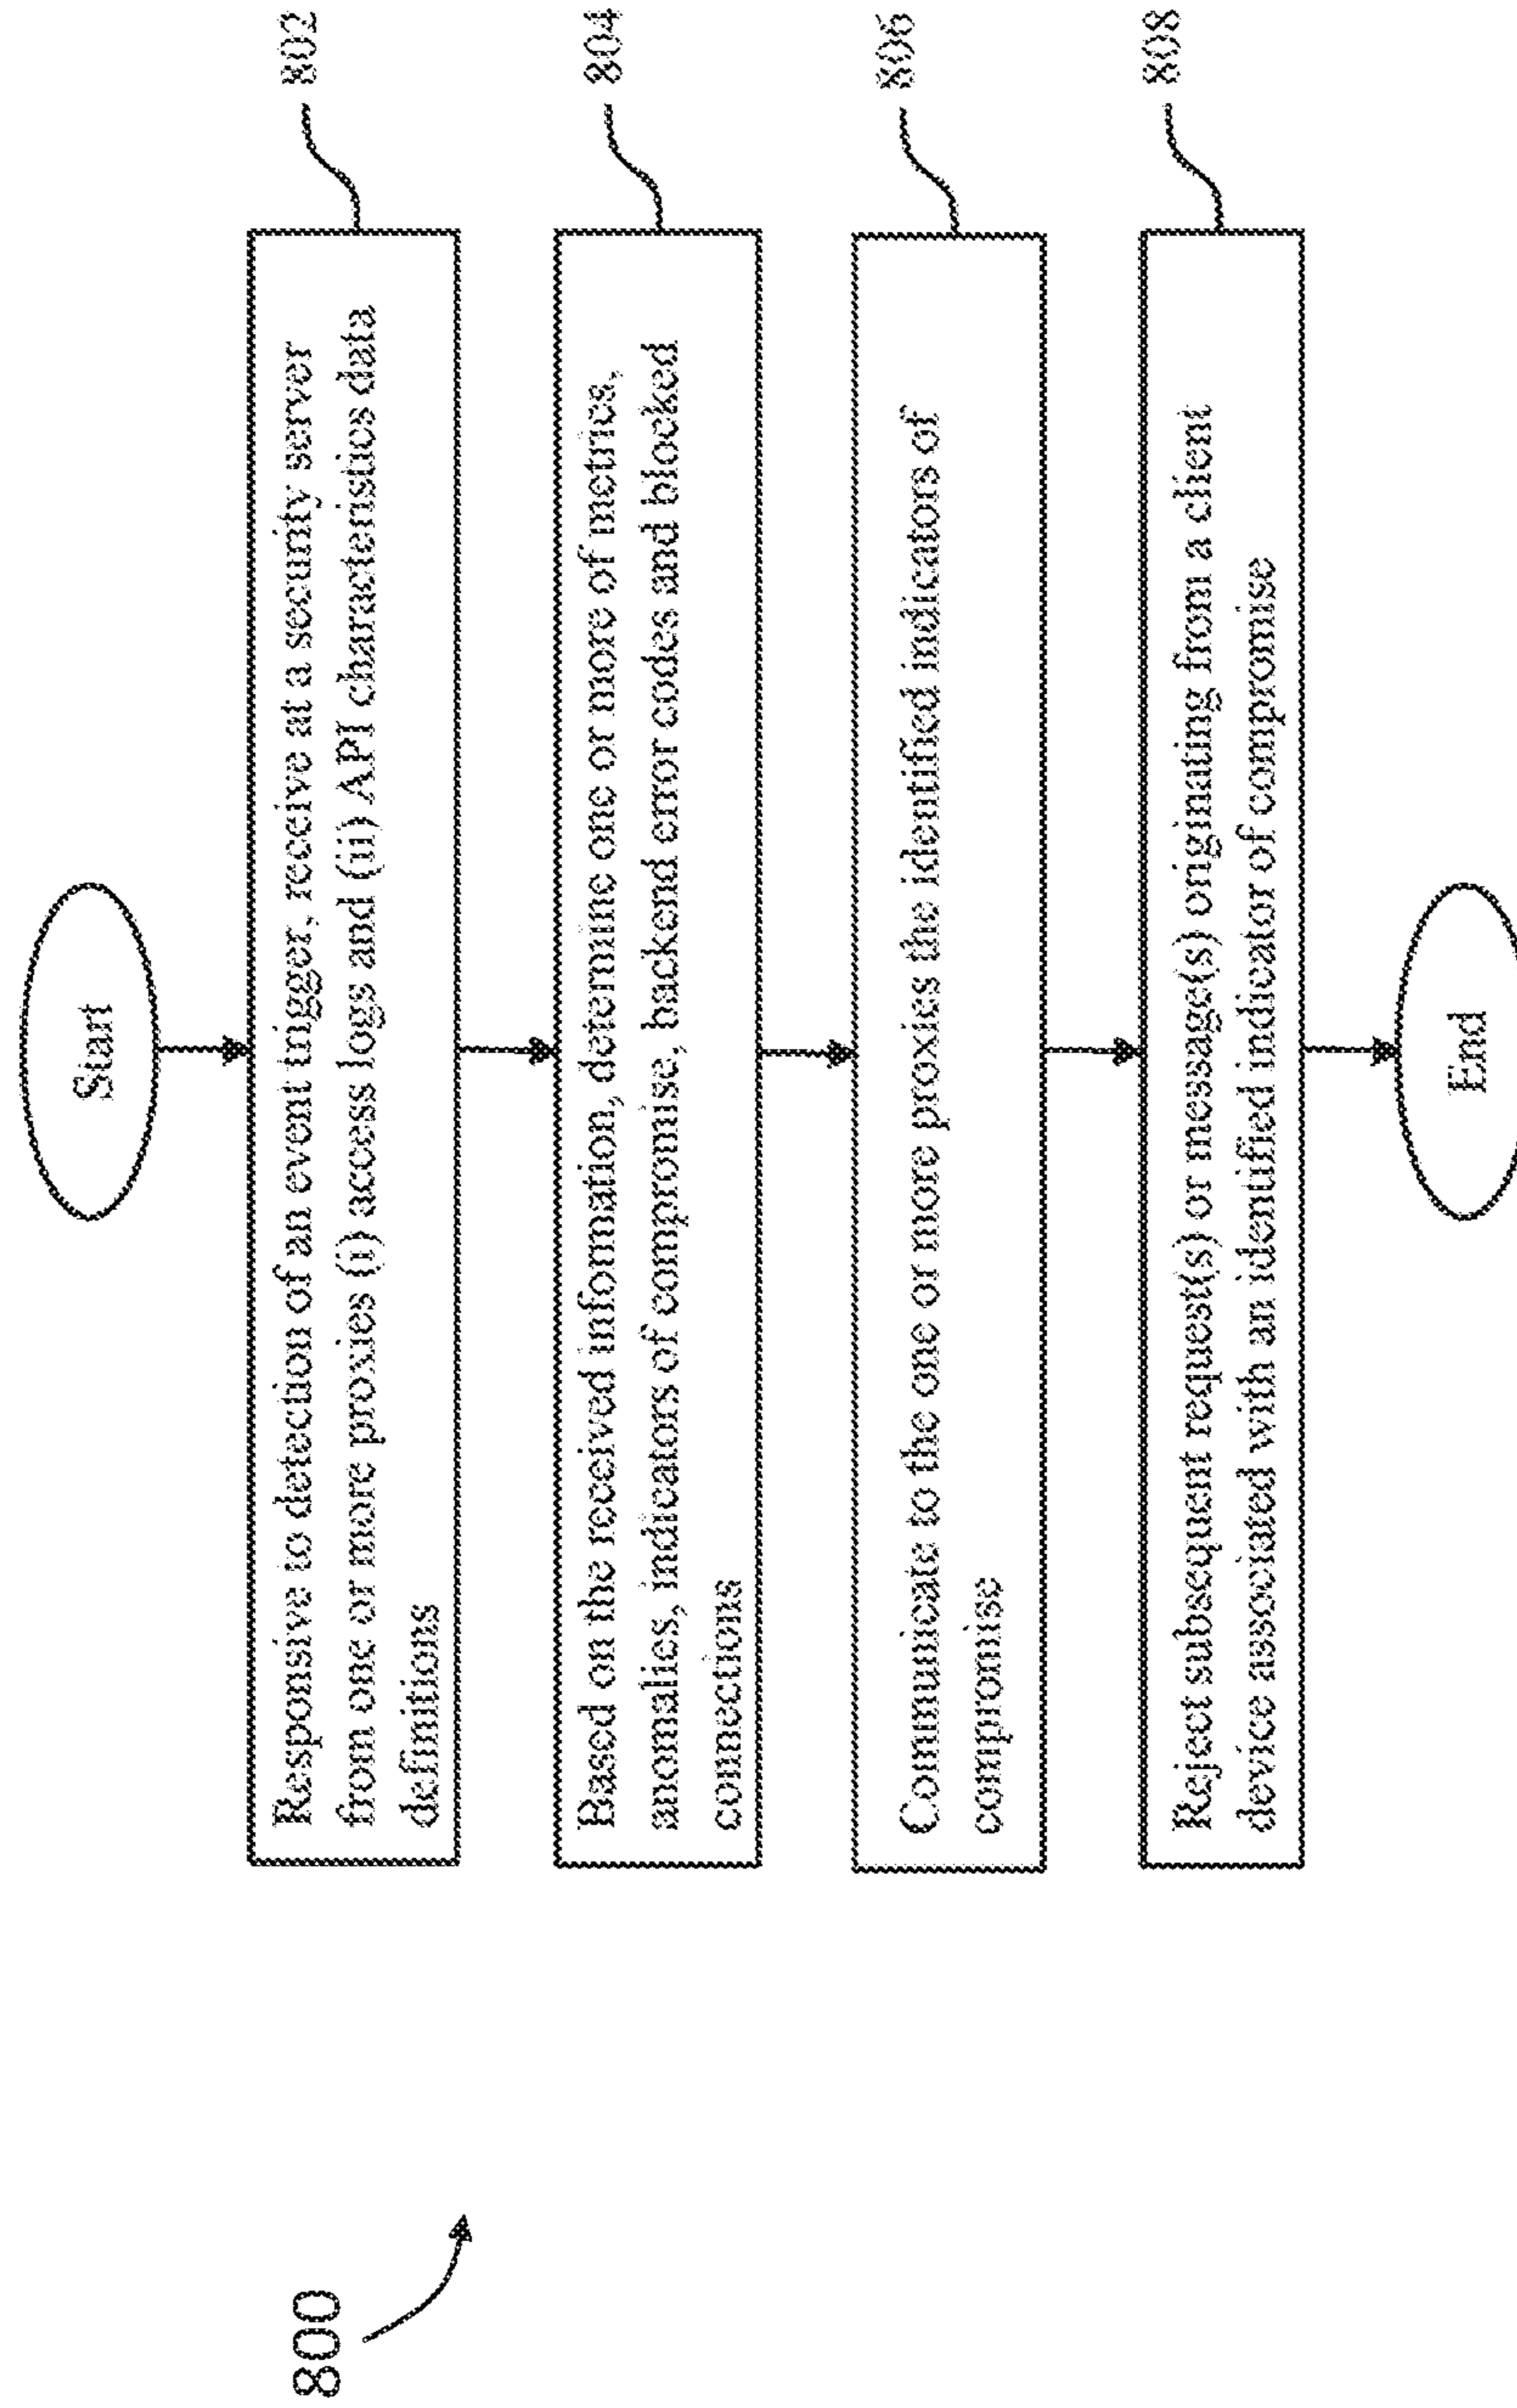 800
Start
Responsive to detection of an event trigger, receive at a security server
from one or more proxies (i) access logs and (ii) API characteristics data
definitions
802
Based on the received information, determine one or more of metrics,
anomalies, indicators of compromise, backend error codes and blocked
connections
804
Communicate to the one or more proxies the identified indicators of
compromise
806
Reject subsequent request(s) or message(s) originating from a client
device associated with an identified indicator of compromise
808
End